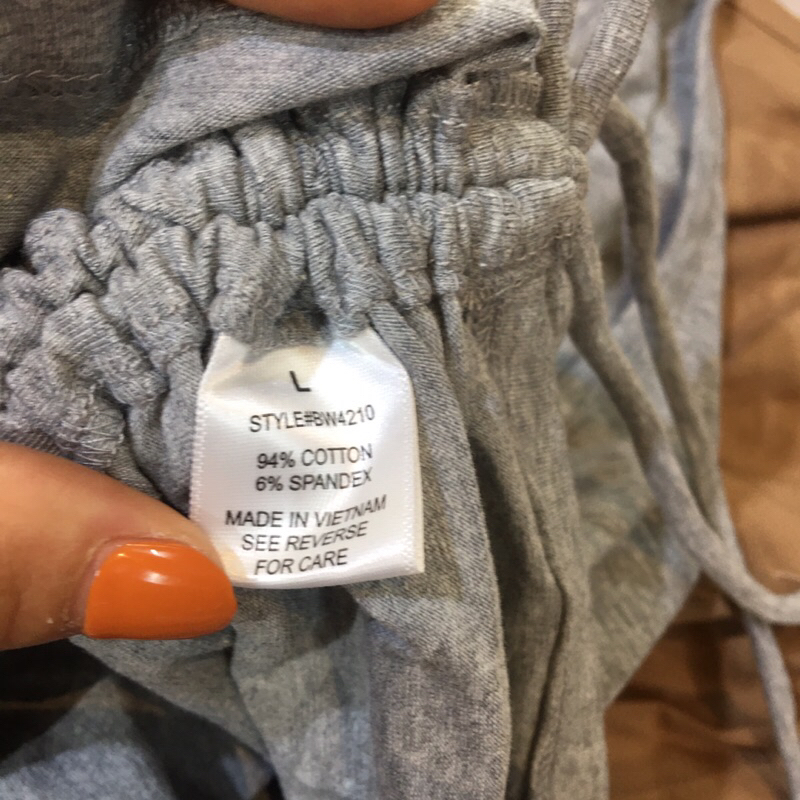 L
STYLE#BW4210
94% COTTON
6% SPANDEX
MADE IN VIETNAM
SEE REVERSE
FOR CARE